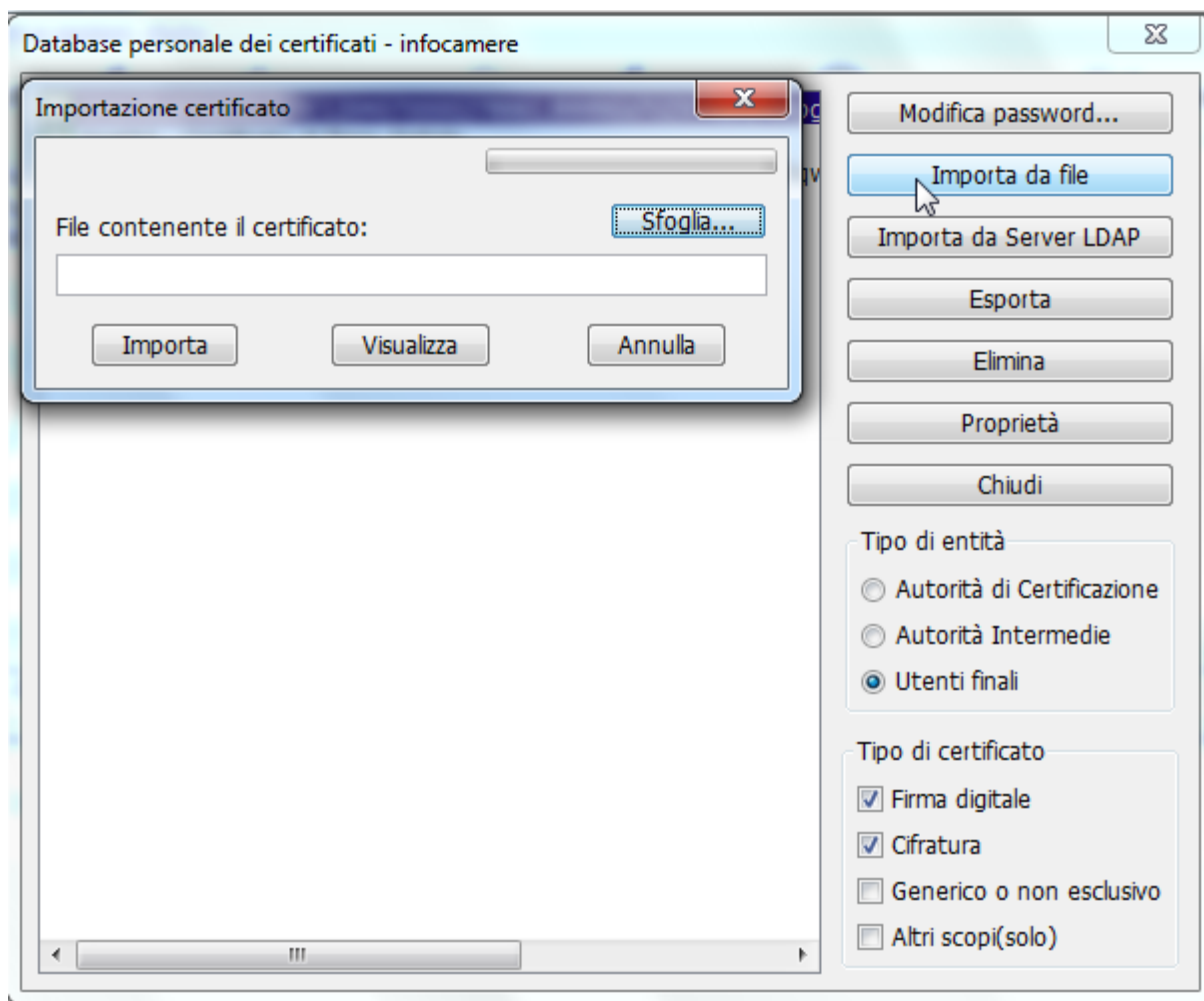 Database personale dei certificati - infocamere
Importazione certificato
File contenente il certificato:
Sfoglia...
Importa
Visualizza
Annulla
Modifica password...
Importa da file
Importa da Server LDAP
Esporta
Elimina
Proprietà
Chiudi
Tipo di entità
Autorità di Certificazione
Autorità Intermedie
Utenti finali
Tipo di certificato
Firma digitale
Cifratura
Generico o non esclusivo
Altri scopi(solo)